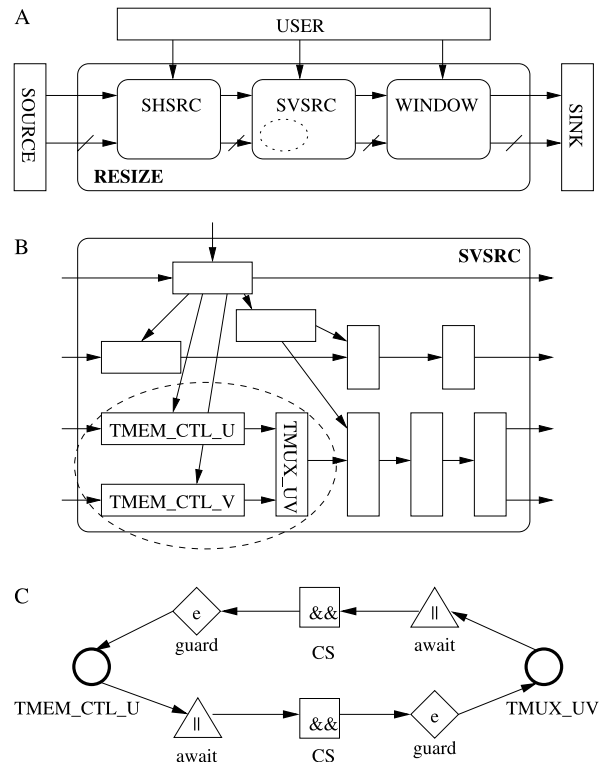 A
USER
SOURCE
SHSRC
SVSRC
WINDOW
SINK
RESIZE
B
SVSRC
TMEM_CTL_U
TMUX_UV
TMEM_CTL_V
C
e
&&
||
guard
CS
await
TMEM_CTL_U
TMUX_UV
||
&&
e
await
CS
guard